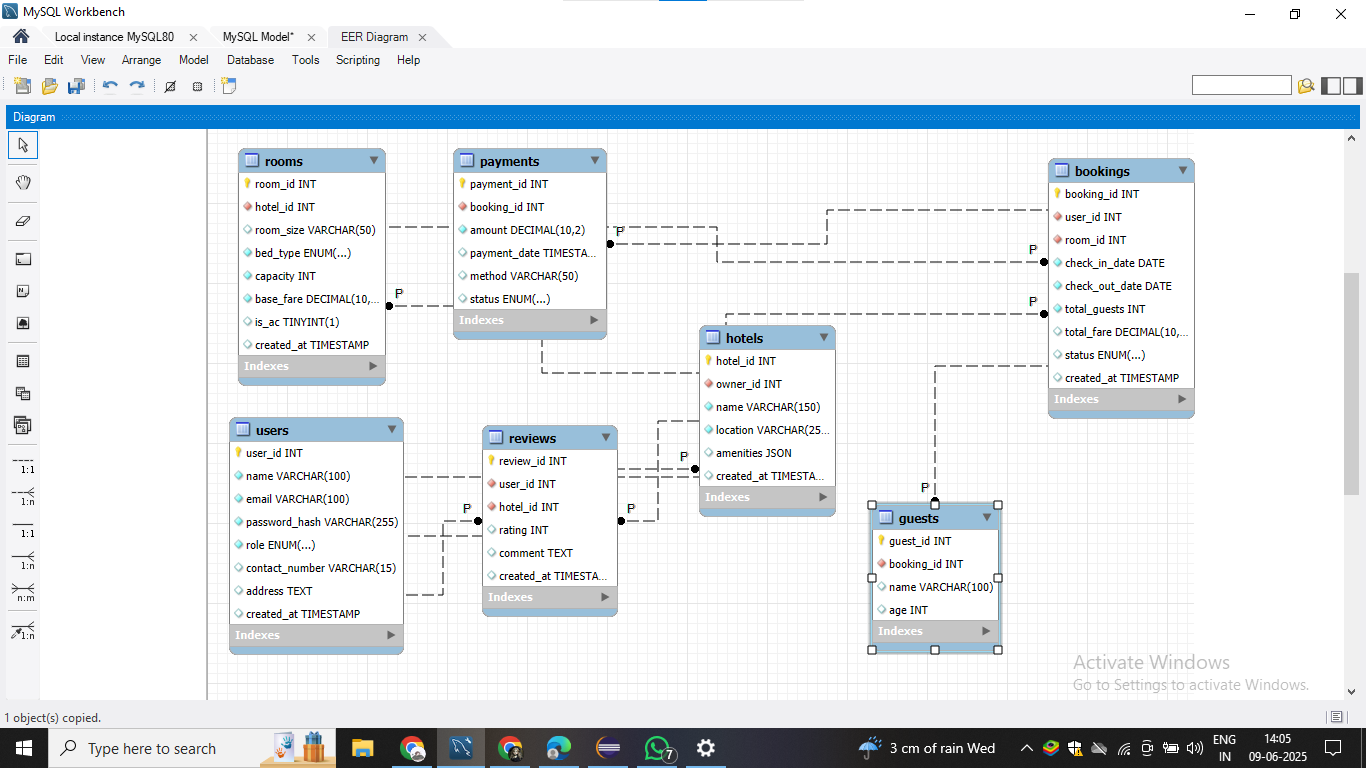 MySQL Workbench
Local instance MySQL80
MySQL Model*
EER Diagram
File Edit View Arrange Model Database Tools Scripting Help
Diagram
rooms
room_id INT
hotel_id INT
room_size VARCHAR(50)
bed_type ENUM(...)
capacity INT
base_fare DECIMAL(10,...
is_ac TINYINT(1)
created_at TIMESTAMP
Indexes
payments
payment_id INT
booking_id INT
amount DECIMAL(10,2)
payment_date TIMESTA...
method VARCHAR(50)
status ENUM(...)
Indexes
bookings
booking_id INT
user_id INT
room_id INT
check_in_date DATE
check_out_date DATE
total_guests INT
total_fare DECIMAL(10,...
status ENUM(...)
created_at TIMESTAMP
Indexes
hotels
hotel_id INT
owner_id INT
name VARCHAR(150)
location VARCHAR(25...
amenities JSON
created_at TIMESTA...
Indexes
users
user_id INT
name VARCHAR(100)
email VARCHAR(100)
password_hash VARCHAR(255)
role ENUM(...)
contact_number VARCHAR(15)
address TEXT
created_at TIMESTAMP
Indexes
reviews
review_id INT
user_id INT
hotel_id INT
rating INT
comment TEXT
created_at TIMESTA...
Indexes
guests
guest_id INT
booking_id INT
name VARCHAR(100)
age INT
Indexes
P
P
P
P
P
P
P
P
1:1
1:n
1:1
1:n
n:m
1:n
Activate Windows
Go to Settings to activate Windows.
1 object(s) copied.
Type here to search
7
3 cm of rain Wed
ENG
IN
14:05
09-06-2025